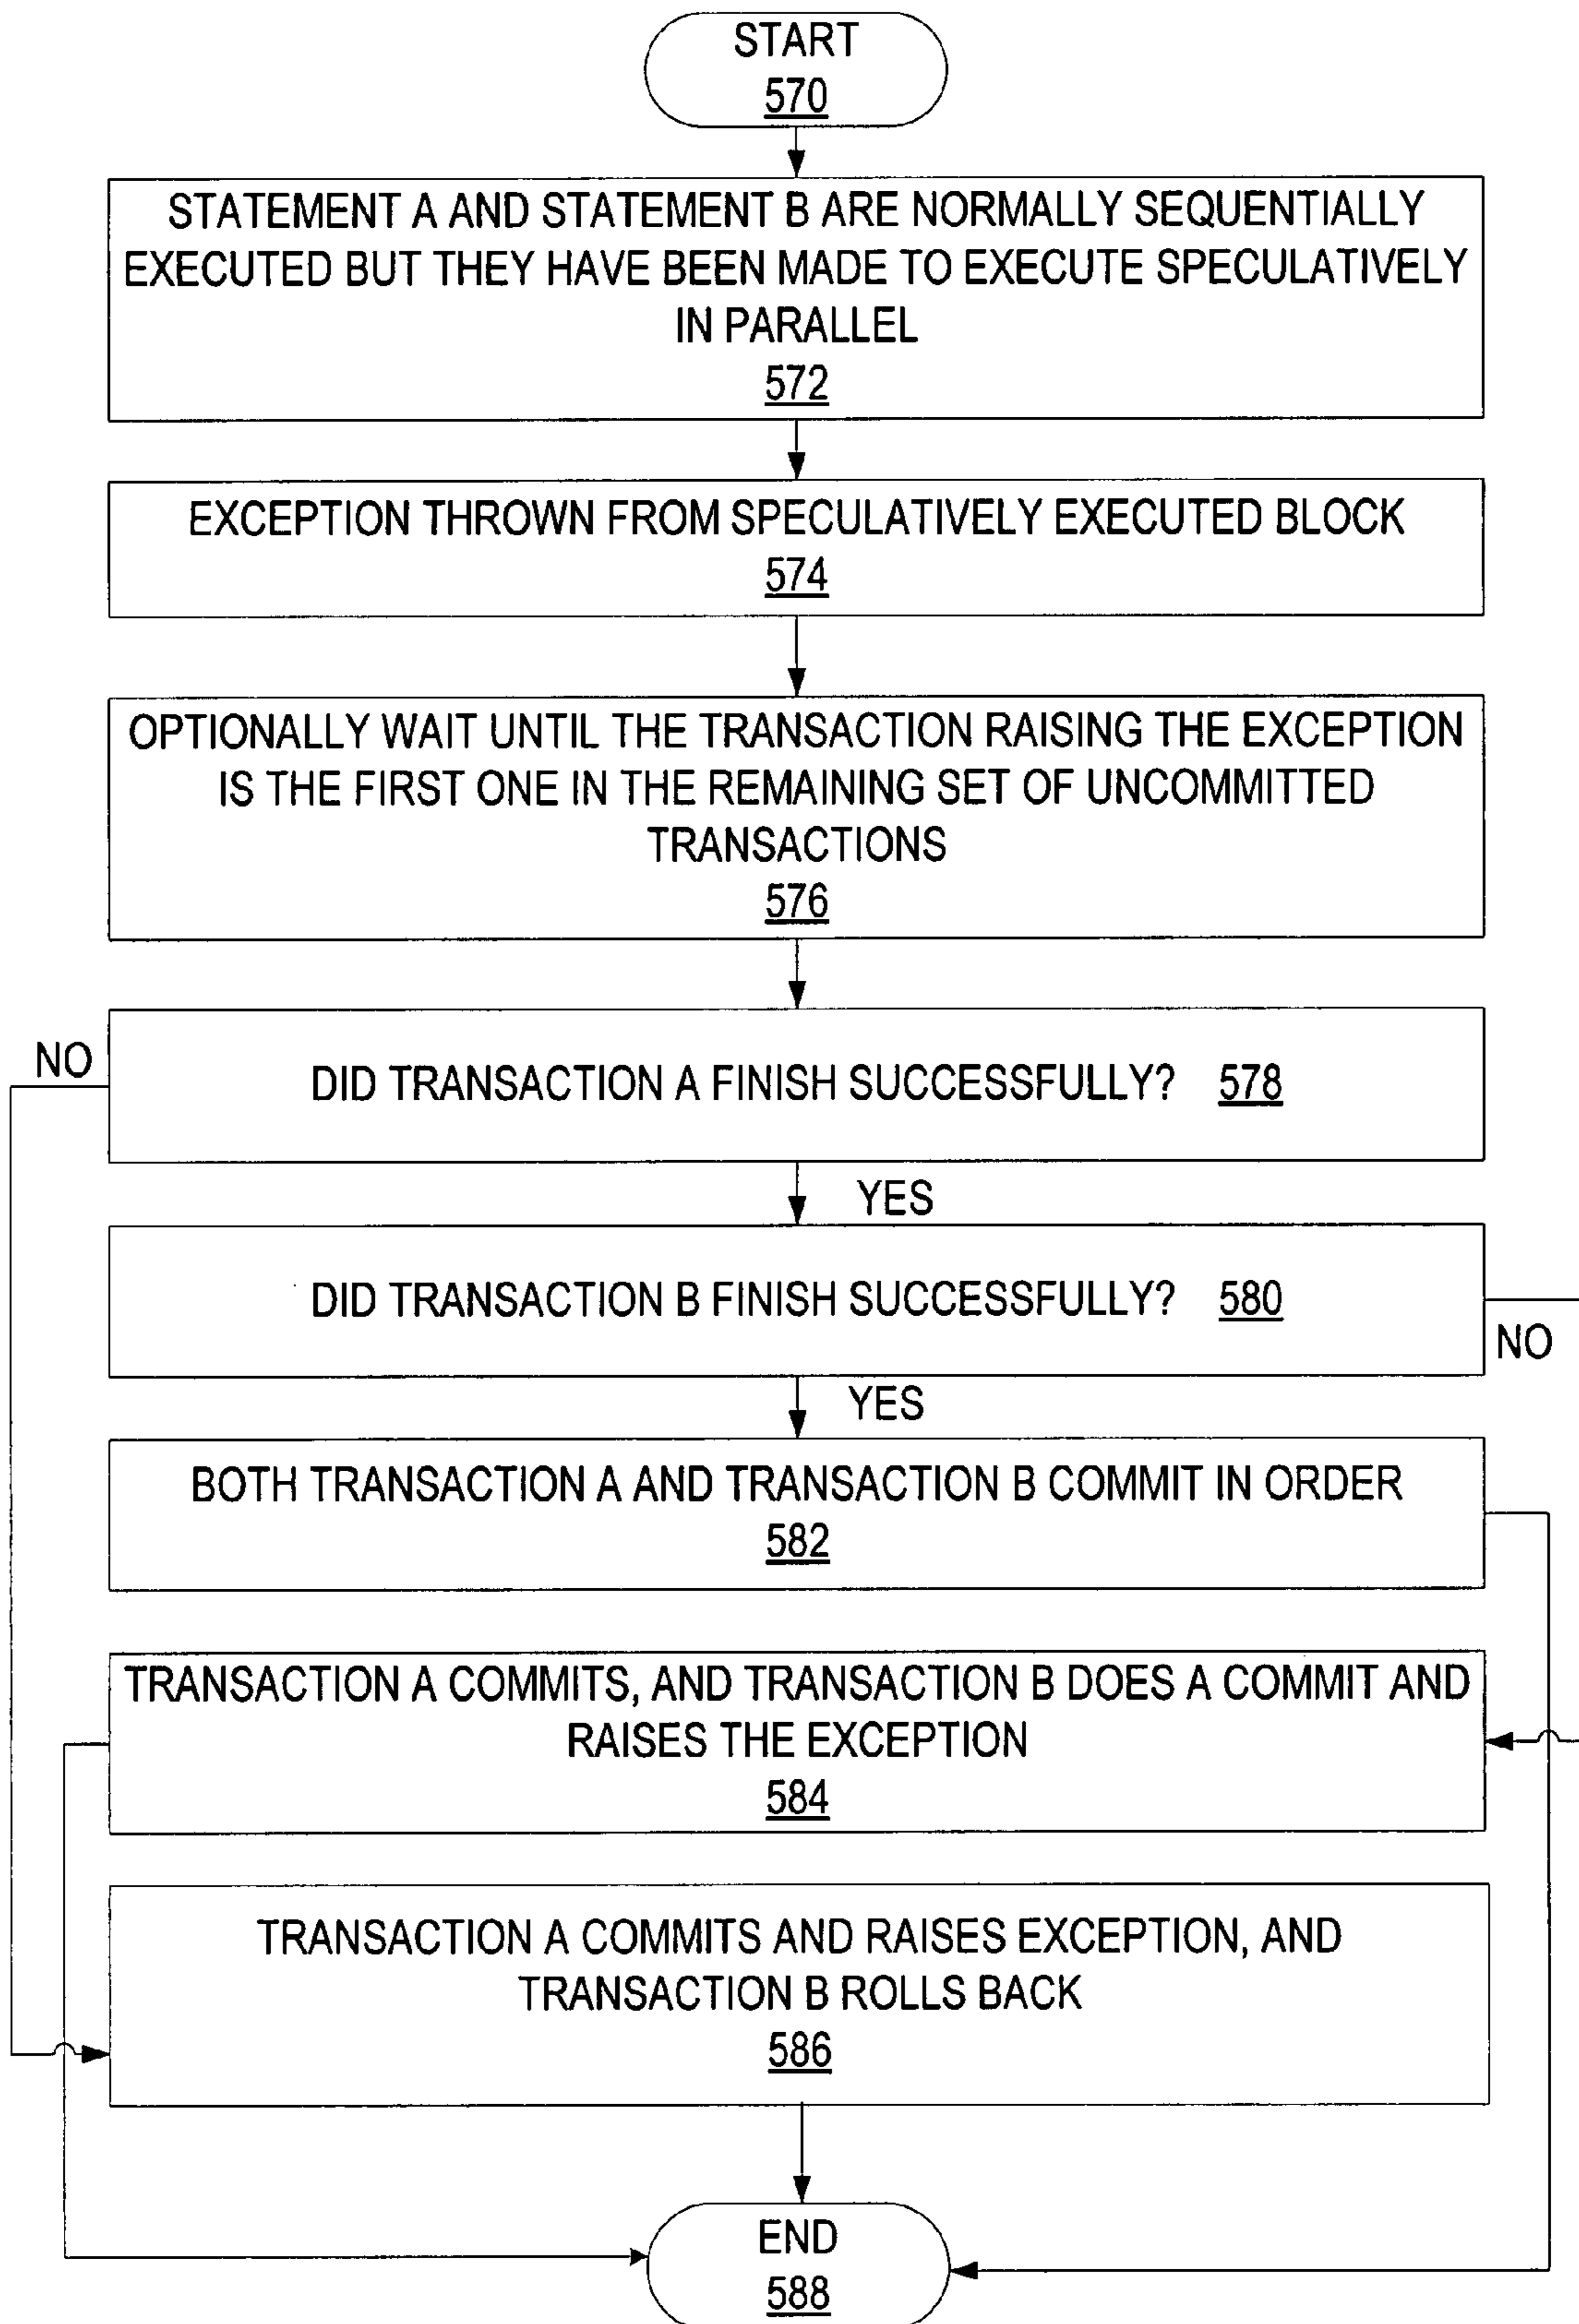 START
570
STATEMENT A AND STATEMENT B ARE NORMALLY SEQUENTIALLY
EXECUTED BUT THEY HAVE BEEN MADE TO EXECUTE SPECULATIVELY
IN PARALLEL
572
EXCEPTION THROWN FROM SPECULATIVELY EXECUTED BLOCK
574
OPTIONALLY WAIT UNTIL THE TRANSACTION RAISING THE EXCEPTION
IS THE FIRST ONE IN THE REMAINING SET OF UNCOMMITTED
TRANSACTIONS
576
NO
DID TRANSACTION A FINISH SUCCESSFULLY? 578
YES
DID TRANSACTION B FINISH SUCCESSFULLY? 580
NO
YES
BOTH TRANSACTION A AND TRANSACTION B COMMIT IN ORDER
582
TRANSACTION A COMMITS, AND TRANSACTION B DOES A COMMIT AND
RAISES THE EXCEPTION
584
TRANSACTION A COMMITS AND RAISES EXCEPTION, AND
TRANSACTION B ROLLS BACK
586
END
588